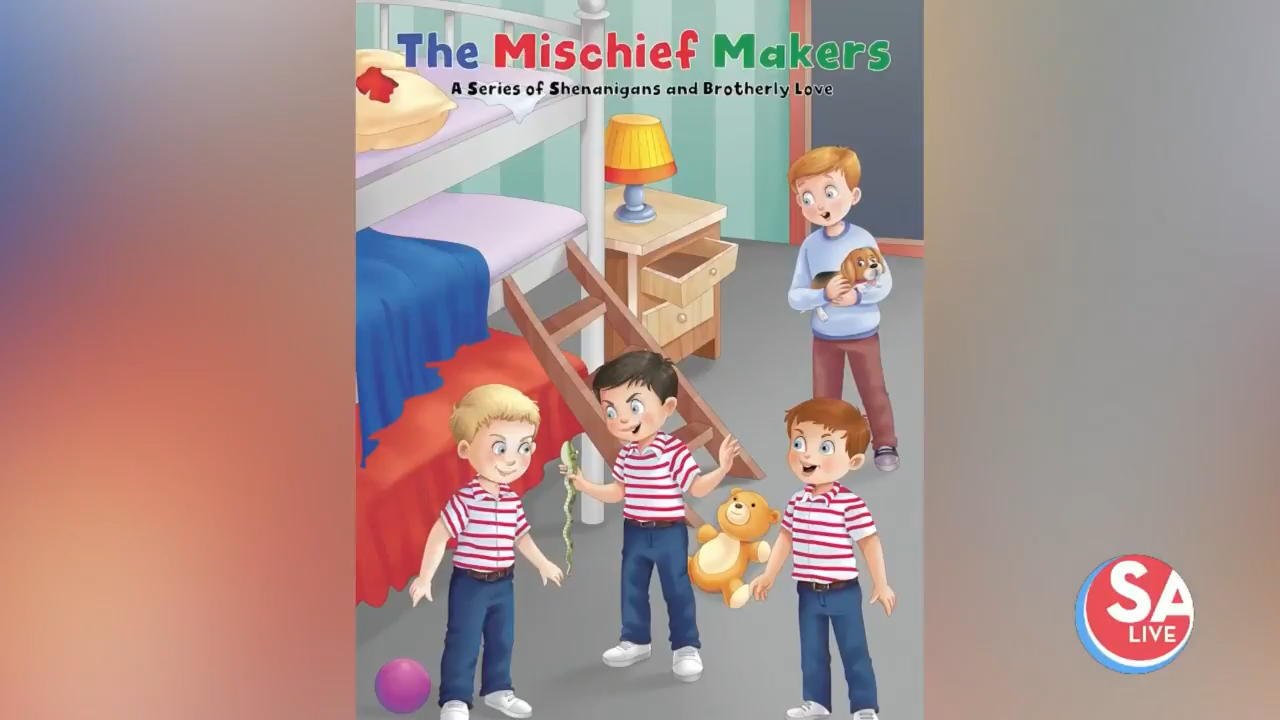 The Mischief Makers
A Series of Shenanigans and Brotherly Love
SA
LIVE